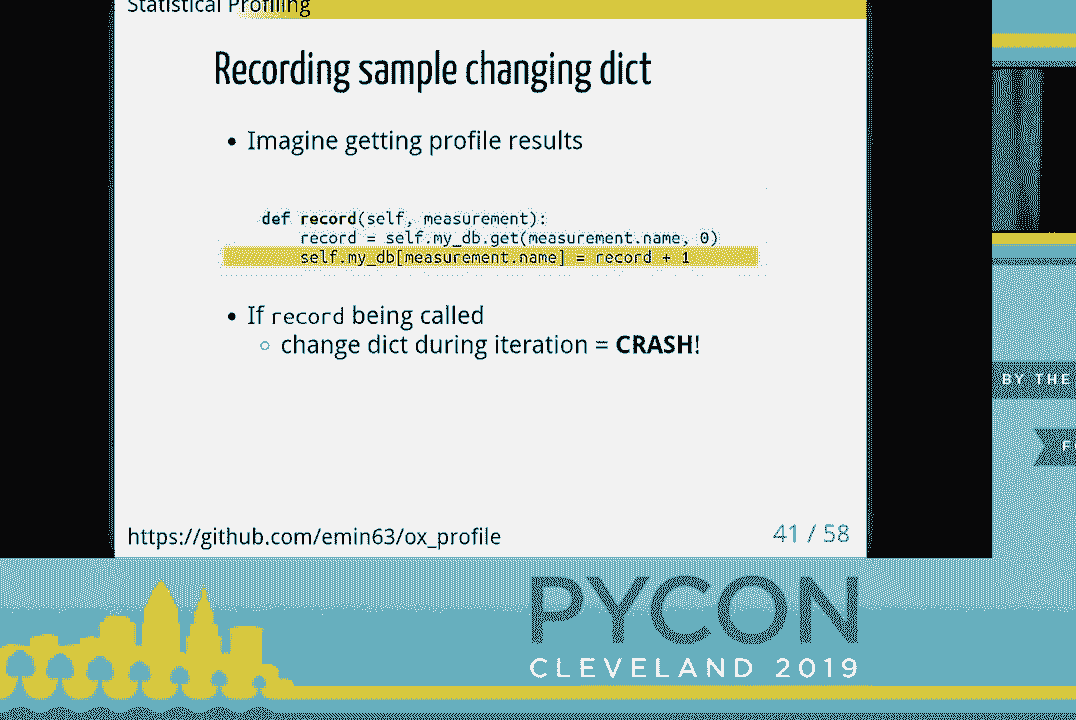 Statistical Profiling
Recording sample changing dict
• Imagine getting profile results
def record(self, measurement):
record = self.my_db.get(measurement.name, 0)
self.my_db[measurement.name] = record + 1
• If record being called
○ change dict during iteration = CRASH!
https://github.com/emin63/ox_profile
41 / 58
BY THE
PYCON
CLEVELAND 2019